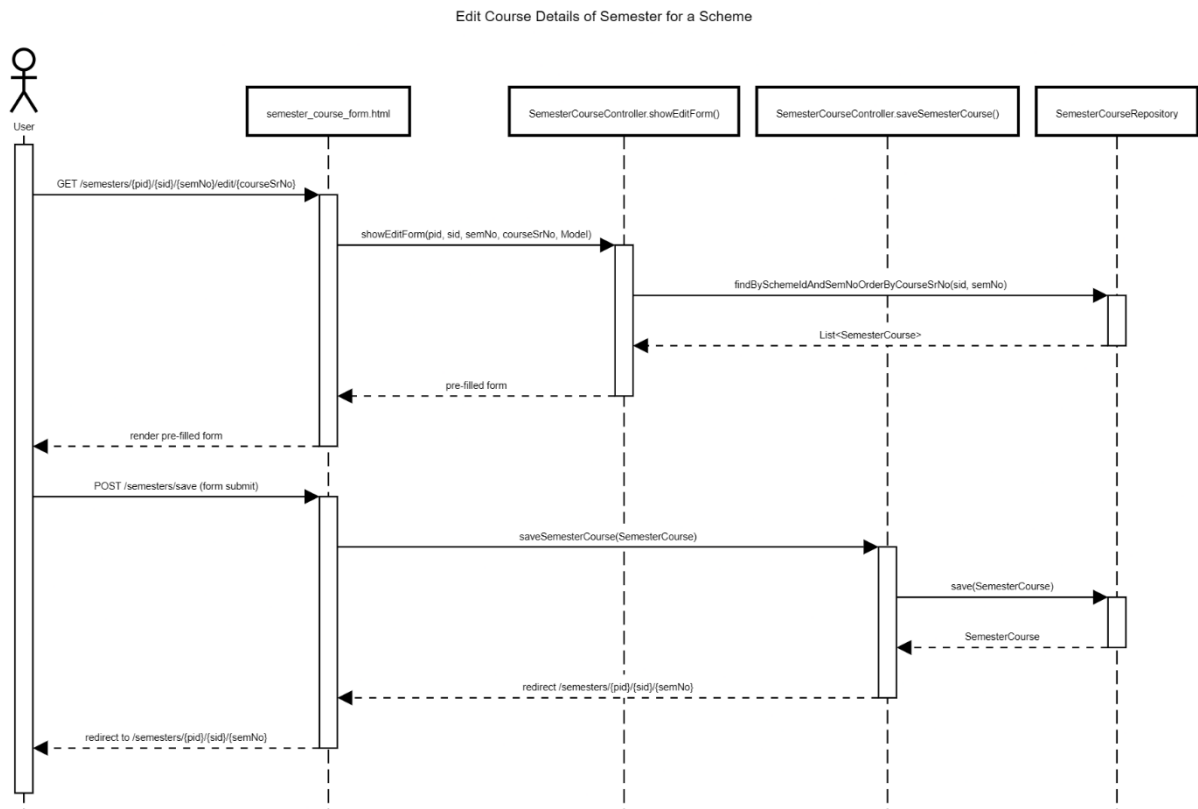 Edit Course Details of Semester for a Scheme
User
semester_course_form.html
SemesterCourseController.showEditForm()
SemesterCourseController.saveSemesterCourse()
SemesterCourseRepository
GET /semesters/{pid}/{sid}/{semNo}/edit/{courseSrNo}
showEditForm(pid, sid, semNo, courseSrNo, Model)
findBySchemeIdAndSemNoOrderByCourseSrNo(sid, semNo)
List<SemesterCourse>
pre-filled form
render pre-filled form
POST /semesters/save (form submit)
saveSemesterCourse(SemesterCourse)
save(SemesterCourse)
SemesterCourse
redirect /semesters/{pid}/{sid}/{semNo}
redirect to /semesters/{pid}/{sid}/{semNo}